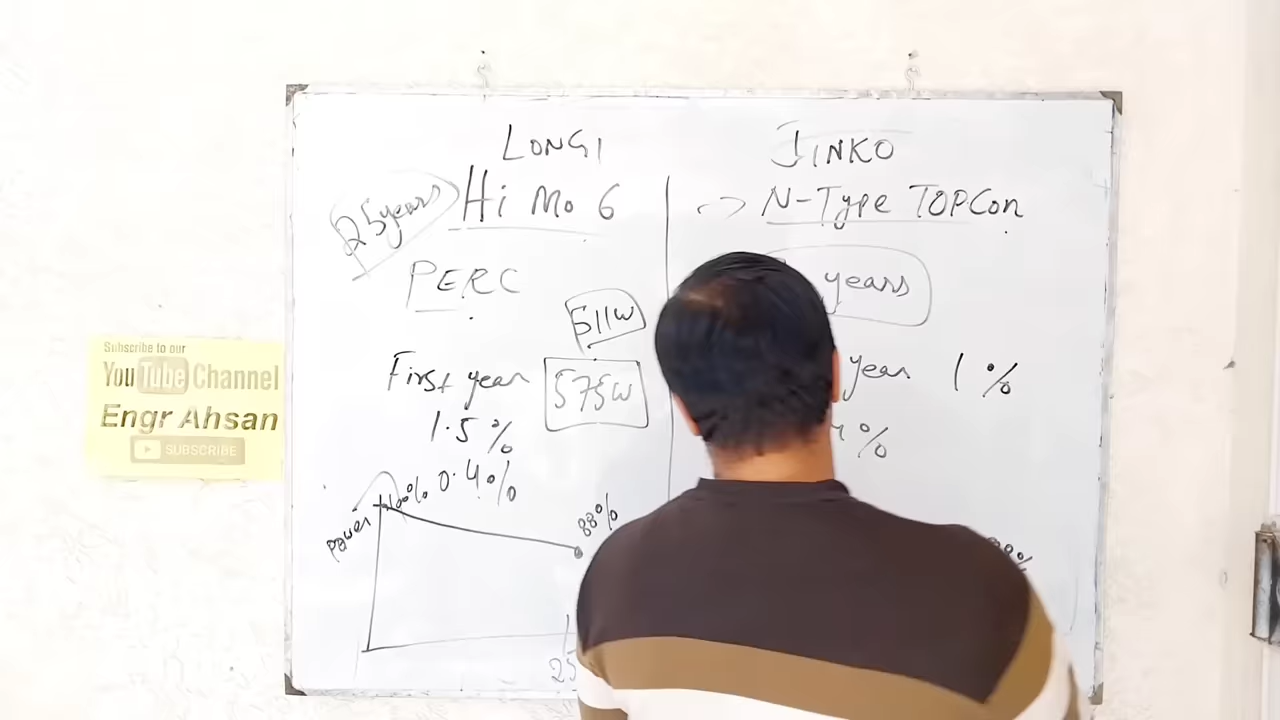 LONGI
Hi Mo 6
25 years
PERC
511W
575W
First year
1.5%
0.4%
Power
100%
88%
25
JINKO
N-Type TOPCon
years
year 1%
%
Subscribe to our
YouTube Channel
Engr Ahsan
SUBSCRIBE